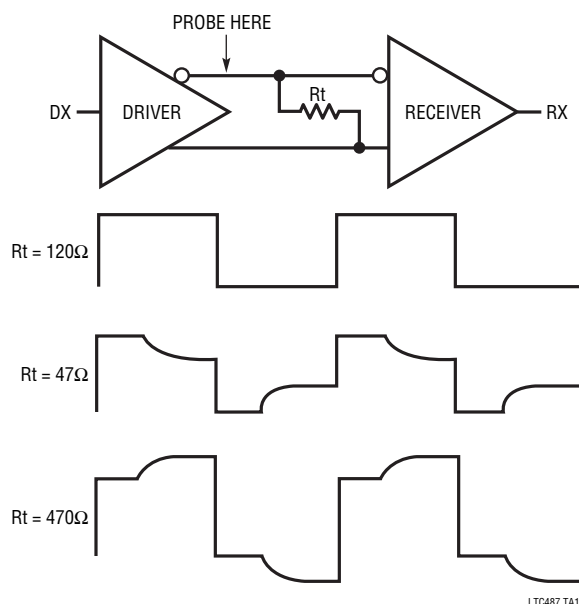 PROBE HERE
DX
DRIVER
Rt
RECEIVER
RX
Rt = 120Ω
Rt = 47Ω
Rt = 470Ω
LTC487 TA1